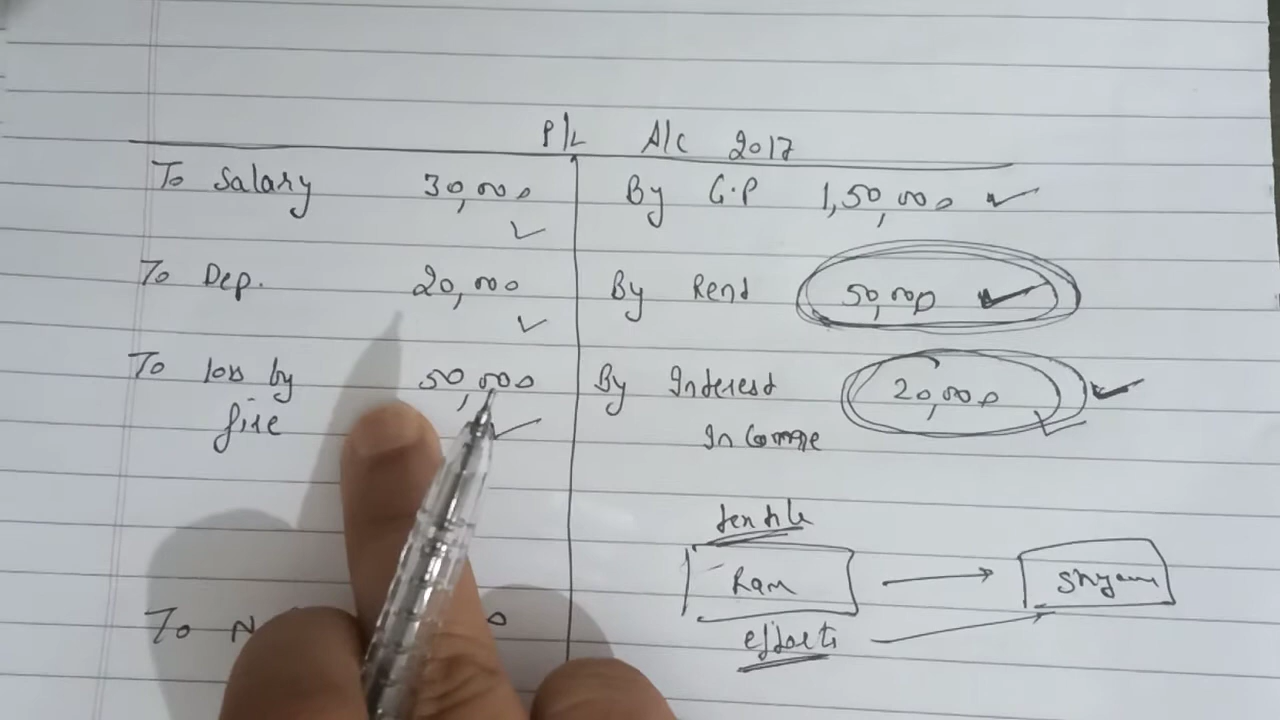 P/L A/C 2017
To Salary 30,000 By G.P 1,50,000
To Dep. 20,000 By Rent 50,000
To loss by 50,000 By Interest 20,000
fire Income
textile
Ram Shyam
efforts
To N